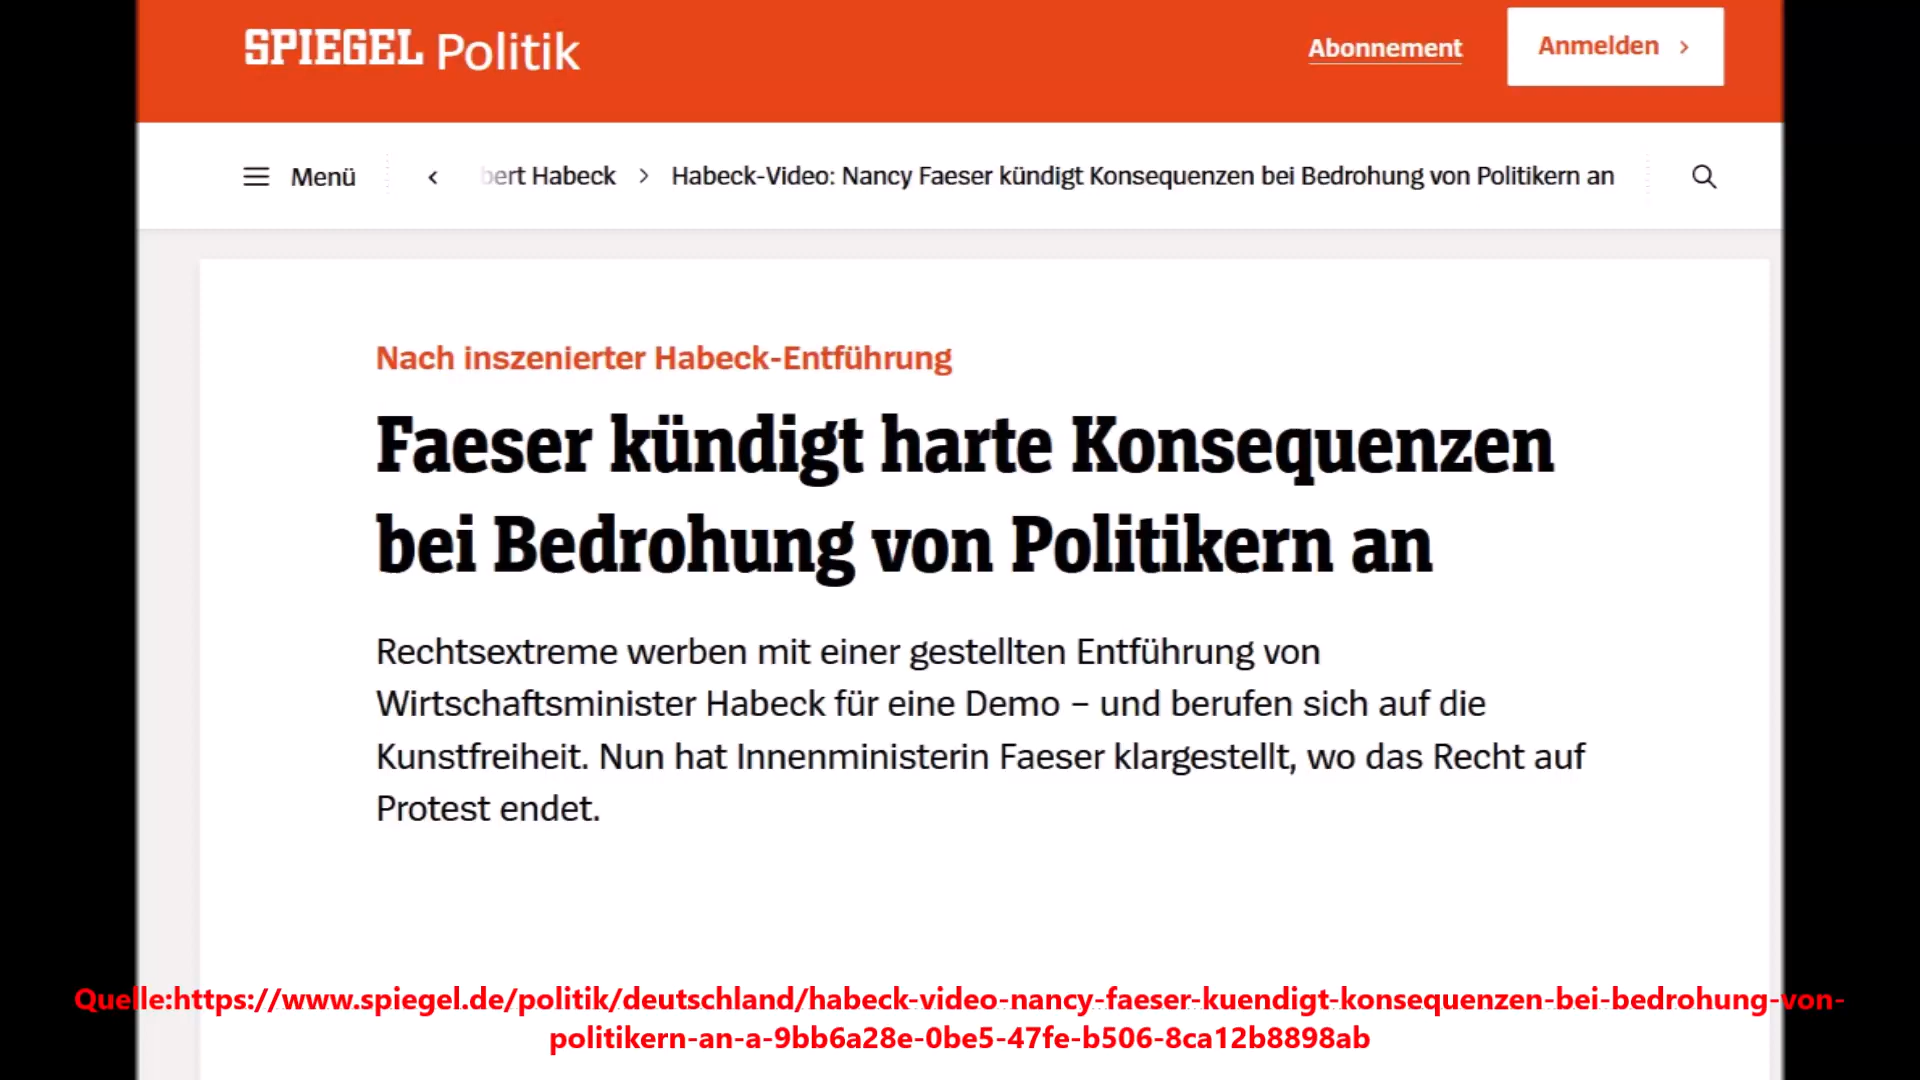 SPIEGEL Politik
Abonnement
Anmelden
Menü
bert Habeck
Habeck-Video: Nancy Faeser kündigt Konsequenzen bei Bedrohung von Politikern an
Nach inszenierter Habeck-Entführung
Faeser kündigt harte Konsequenzen
bei Bedrohung von Politikern an
Rechtsextreme werben mit einer gestellten Entführung von
Wirtschaftsminister Habeck für eine Demo – und berufen sich auf die
Kunstfreiheit. Nun hat Innenministerin Faeser klargestellt, wo das Recht auf
Protest endet.
Quelle:https://www.spiegel.de/politik/deutschland/habeck-video-nancy-faeser-kuendigt-konsequenzen-bei-bedrohung-von-
politikern-an-a-9bb6a28e-0be5-47fe-b506-8ca12b8898ab